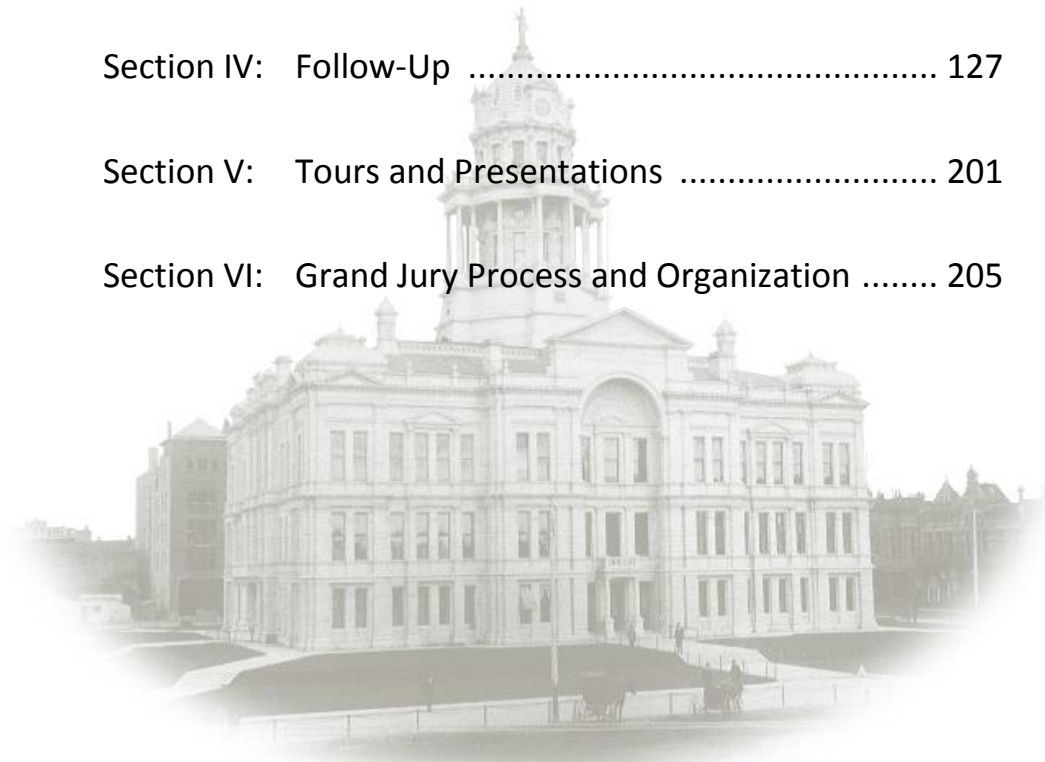 Section IV: Follow-Up .................................................. 127
Section V: Tours and Presentations ........................... 201
Section VI: Grand Jury Process and Organization ........ 205